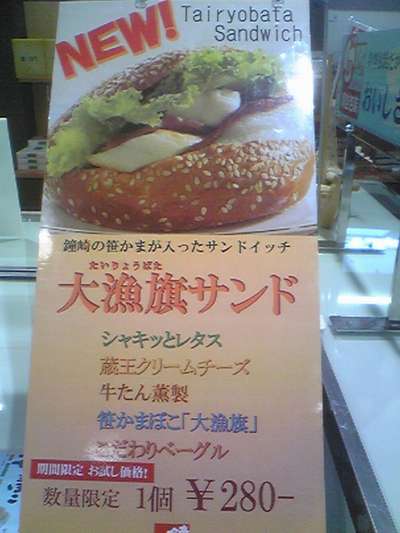 NEW!
Tairyobata
Sandwich
鐘崎の笹かまが入ったサンドイッチ
たいりょうばた
大漁旗サンド
シャキッとレタス
蔵王クリームチーズ
牛たん薫製
笹かまぼこ「大漁旗」
こだわりベーグル
期間限定 お試し価格!
数量限定 1個 ¥280-
おいしさ